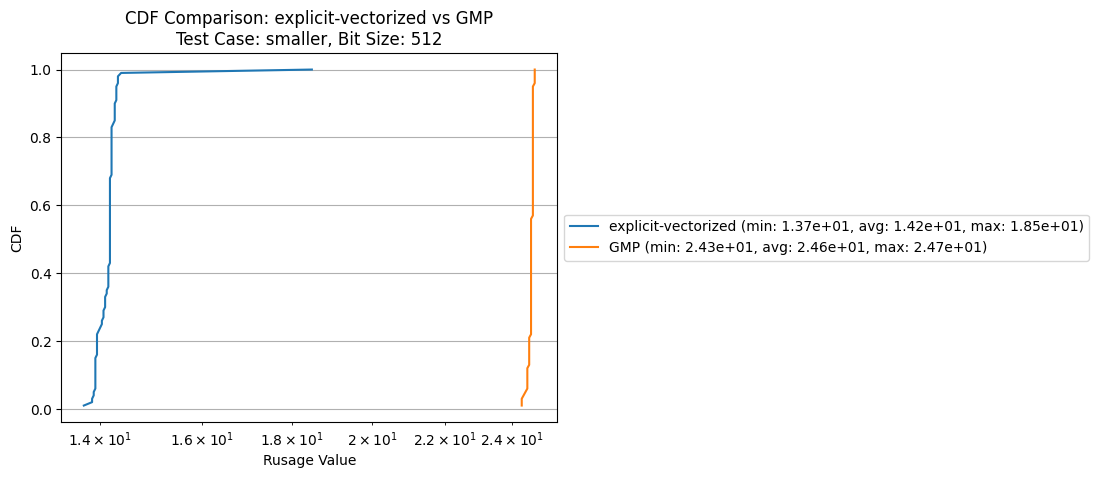 CDF Comparison: explicit-vectorized vs GMP
Test Case: smaller, Bit Size: 512
1.0
0.8
0.6
0.4
0.2
0.0
CDF
1.4 × 10¹ 1.6 × 10¹ 1.8 × 10¹ 2 × 10¹ 2.2 × 10¹ 2.4 × 10¹
Rusage Value
explicit-vectorized (min: 1.37e+01, avg: 1.42e+01, max: 1.85e+01)
GMP (min: 2.43e+01, avg: 2.46e+01, max: 2.47e+01)